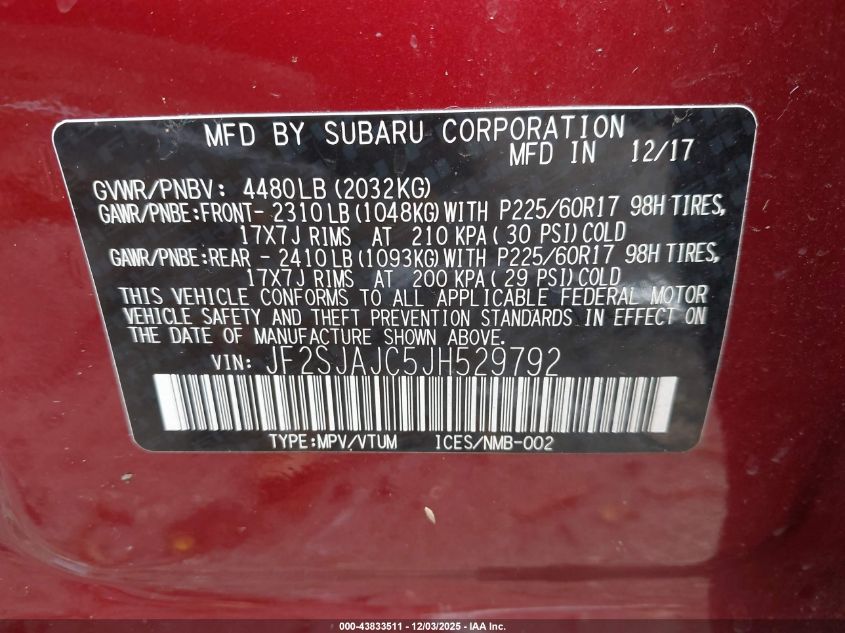 MFD BY SUBARU CORPORATION
MFD IN 12/17
GVWR/PNBV: 4480LB (2032KG)
GAWR/PNBE:FRONT- 2310LB (1048KG) WITH P225/60R17 98H TIRES,
17X7J RIMS AT 210 KPA( 30 PSI) COLD
GAWR/PNBE:REAR - 2410LB (1093KG) WITH P225/60R17 98H TIRES,
17X7J RIMS AT 200 KPA( 29 PSI) COLD
THIS VEHICLE CONFORMS TO ALL APPLICABLE FEDERAL MOTOR
VEHICLE SAFETY AND THEFT PREVENTION STANDARDS IN EFFECT ON
THE DATE OF MANUFACTURE SHOWN ABOVE.
VIN: JF2SJAJC5JH529792
TYPE:MPV/VTUM ICES/NMB-002
000-43833511 - 12/03/2025 - IAA Inc.